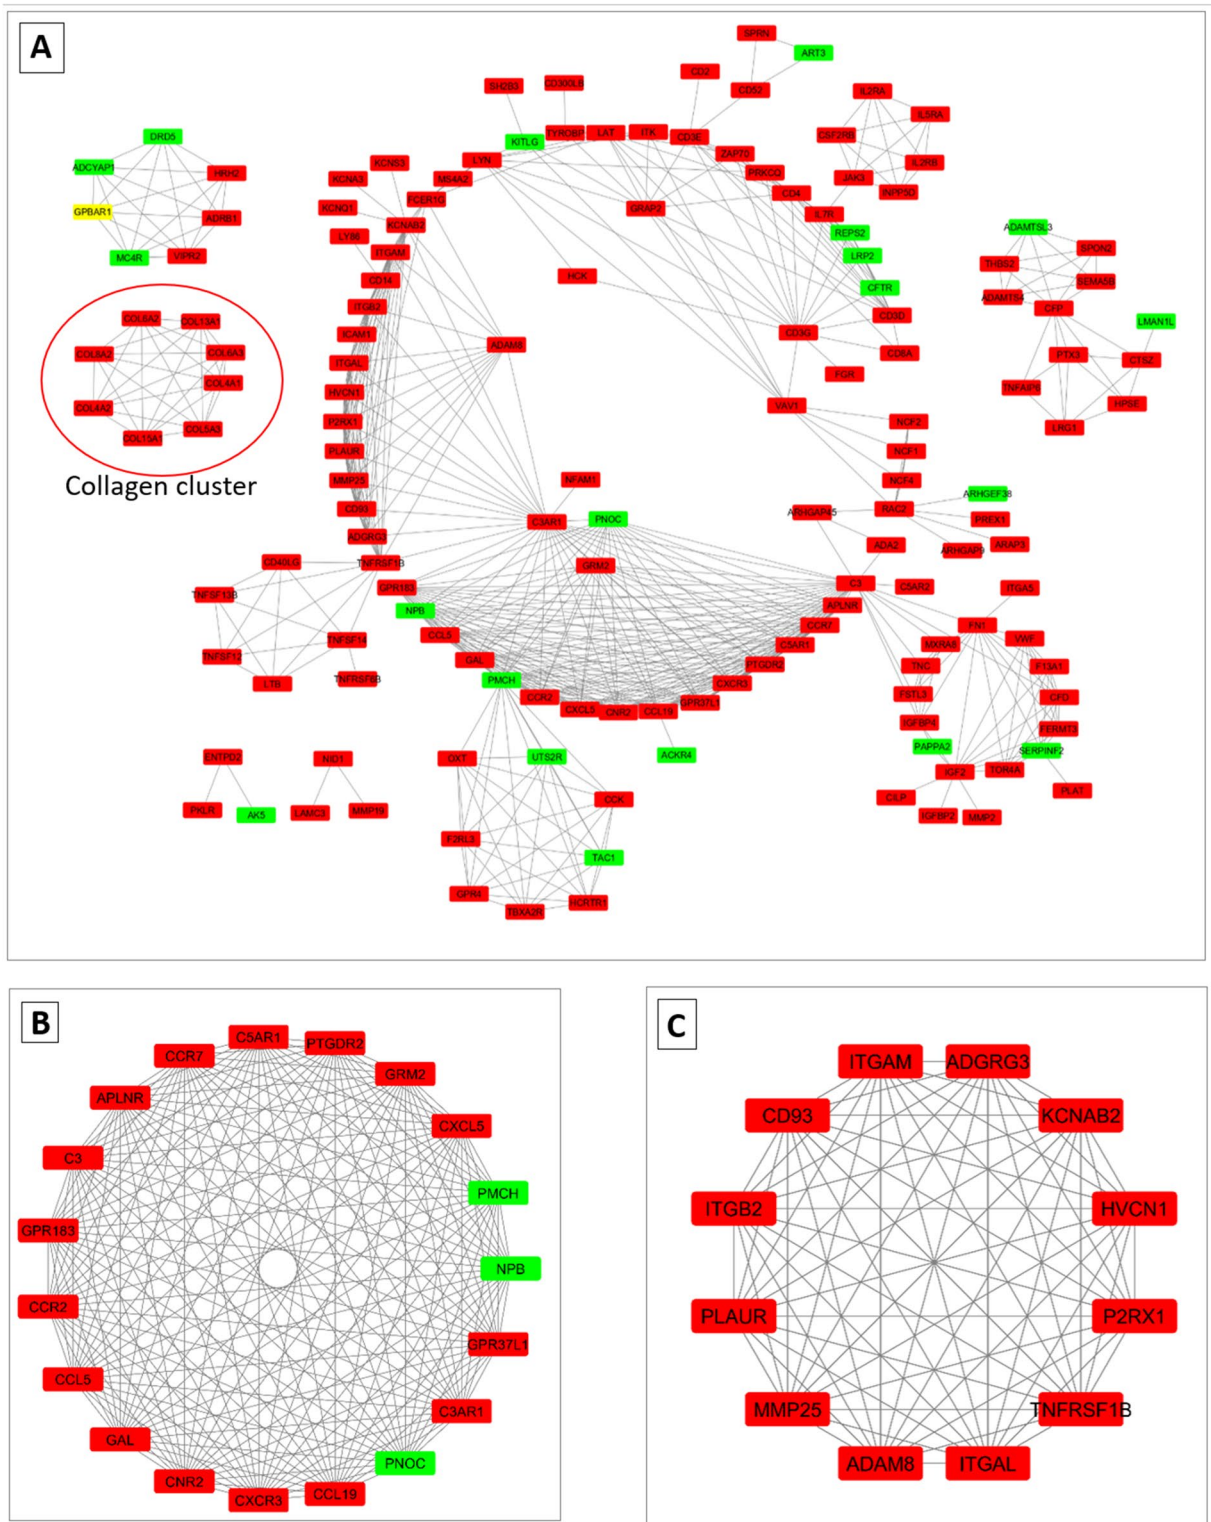 A
SPRN
ART3
CD2
CD52
SH2B3
CD300LB
IL2RA
IL5RA
CSF2RB
IL2RB
JAK3
INPP5D
DRD5
ADCYAP1
HRH2
GPBAR1
ADRB1
MC4R
VIPR2
KITLG
TYROBP
LAT
ITK
CD3E
ZAP70
PRKCQ
CD4
IL7R
REPS2
LRP2
CFTR
CD3D
CD8A
LYN
MS4A2
FCER1G
KCNS3
KCNA3
KCNQ1
KCNAB2
LY86
ITGAM
CD14
ITGB2
ICAM1
ITGAL
HVCN1
P2RX1
PLAUR
MMP25
CD93
ADGRG3
TNFRSF1B
GRAP2
HCK
CD3G
FGR
ADAM8
VAV1
NCF2
NCF1
NCF4
RAC2
ARHGEF38
PREX1
ARAP3
ARHGAP9
ARHGAP45
ADA2
ADAMTSL3
THBS2
SPON2
SEMA5B
ADAMTS4
CFP
LMAN1L
PTX3
CTSZ
TNFAIP6
HPSE
LRG1
COL6A2
COL13A1
COL8A2
COL6A3
COL4A1
COL4A2
COL5A3
COL15A1
Collagen cluster
NFAM1
C3AR1
PNOC
GRM2
C3
C5AR2
APLNR
CCR7
C5AR1
PTGDR2
CXCR3
GPR37L1
CCL19
CNR2
CXCL5
CCR2
PMCH
GAL
CCL5
NPB
GPR183
CD40LG
TNFSF13B
TNFSF14
TNFSF12
TNFRSF6B
LTB
ITGA5
FN1
MXRA8
VWF
TNC
F13A1
FSTL3
CFD
IGFBP4
FERMT3
PAPPA2
SERPINF2
IGF2
TOR4A
PLAT
CILP
IGFBP2
MMP2
ENTPD2
PKLR
AK5
NID1
LAMC3
MMP19
OXT
UTS2R
ACKR4
CCK
F2RL3
TAC1
GPR4
TBXA2R
HCRTR1
B
C5AR1
PTGDR2
CCR7
GRM2
APLNR
CXCL5
C3
PMCH
GPR183
NPB
CCR2
GPR37L1
CCL5
C3AR1
GAL
PNOC
CNR2
CXCR3
CCL19
C
ITGAM
ADGRG3
CD93
KCNAB2
ITGB2
HVCN1
PLAUR
P2RX1
MMP25
TNFRSF1B
ADAM8
ITGAL